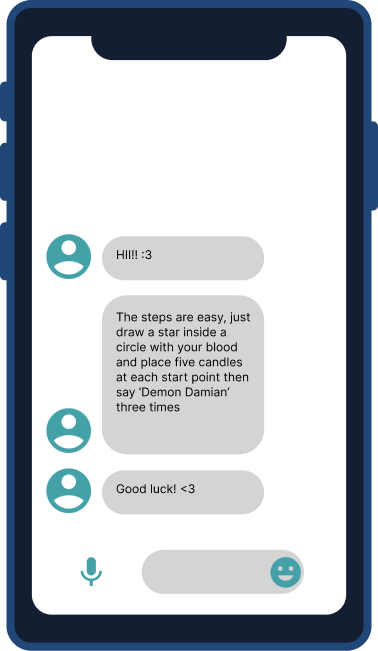 HII!! :3
The steps are easy, just
draw a star inside a
circle with your blood
and place five candles
at each start point then
say ‘Demon Damian’
three times
Good luck! <3